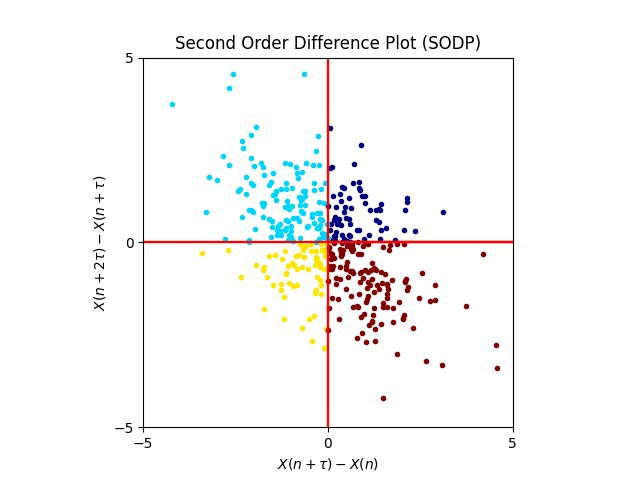 Second Order Difference Plot (SODP)
5
X(n + 2τ) − X(n + τ)
0
−5
−5 0 5
X(n + τ) − X(n)